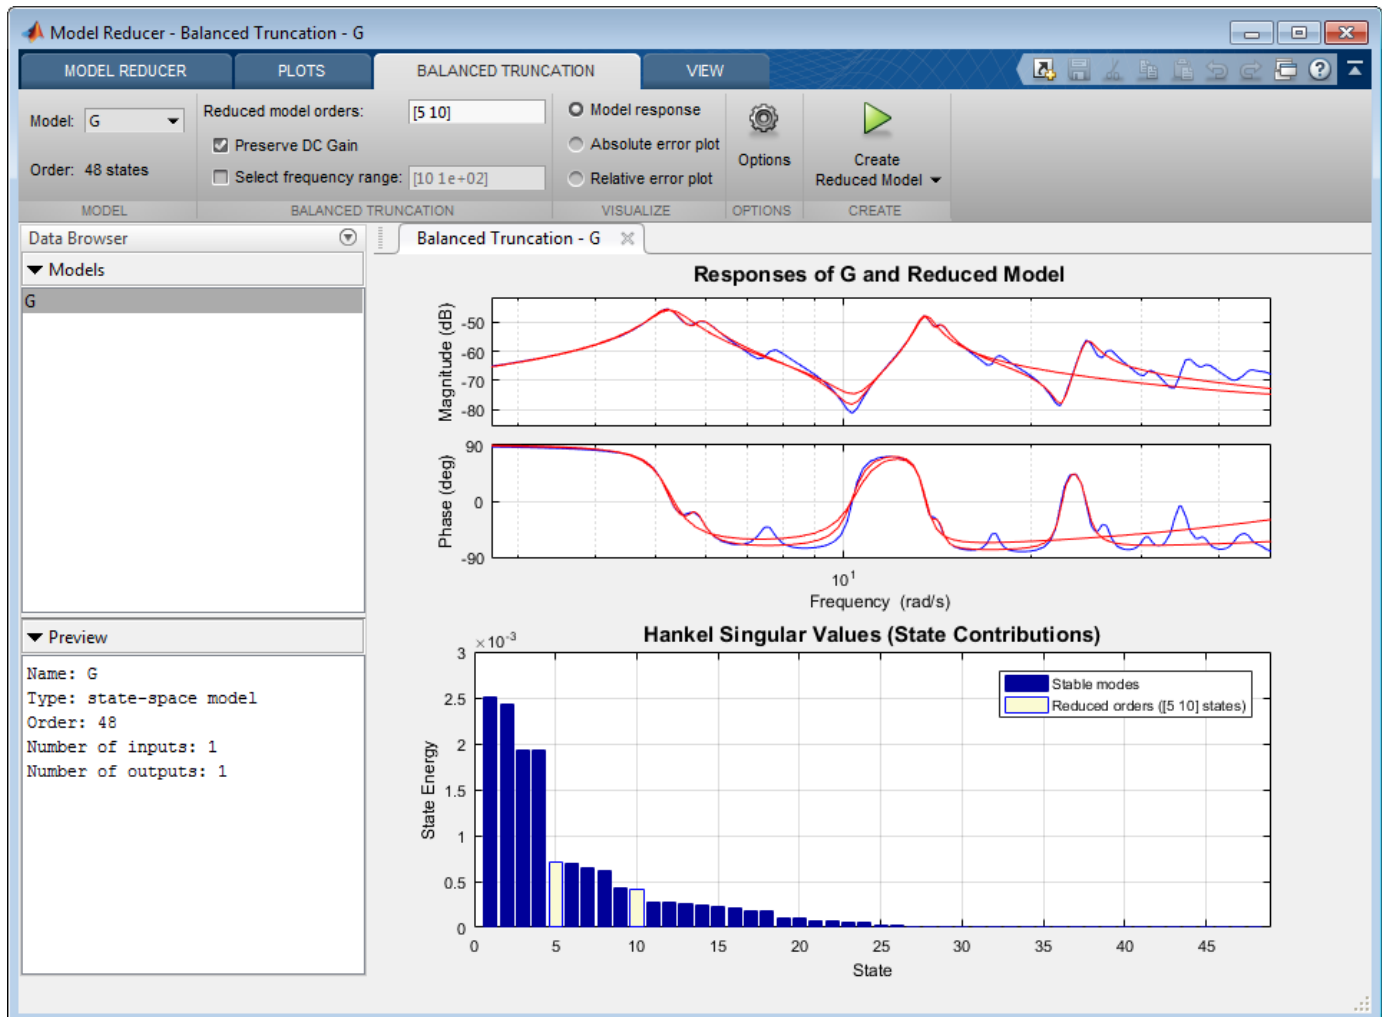 Model Reducer - Balanced Truncation - G
MODEL REDUCER
PLOTS
BALANCED TRUNCATION
VIEW
Model: G
Order: 48 states
MODEL
Reduced model orders: [5 10]
Preserve DC Gain
Select frequency range: [10 1e+02]
BALANCED TRUNCATION
Model response
Absolute error plot
Relative error plot
VISUALIZE
Options
OPTIONS
Create
Reduced Model
CREATE
Data Browser
Models
G
Preview
Name: G
Type: state-space model
Order: 48
Number of inputs: 1
Number of outputs: 1
Balanced Truncation - G
Responses of G and Reduced Model
Magnitude (dB)
-50
-60
-70
-80
Phase (deg)
90
0
-90
10¹
Frequency (rad/s)
Hankel Singular Values (State Contributions)
×10⁻³
State Energy
3
2.5
2
1.5
1
0.5
0
Stable modes
Reduced orders ([5 10] states)
0 5 10 15 20 25 30 35 40 45
State